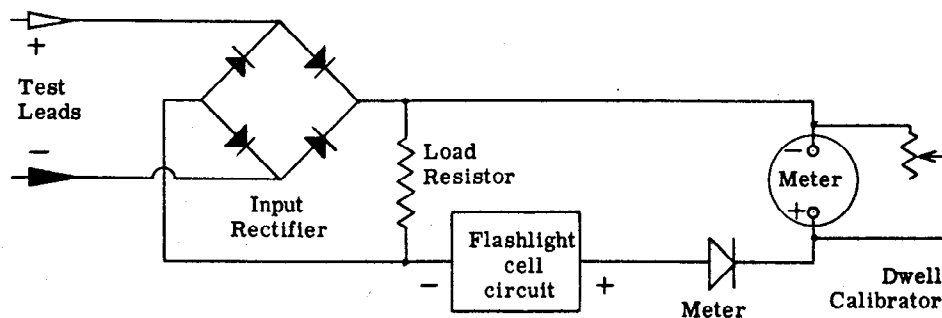 +
Test
Leads
−
Input
Rectifier
Load
Resistor
−
Flashlight
cell
circuit
+
Meter
−
Meter
+
Dwell
Calibrator